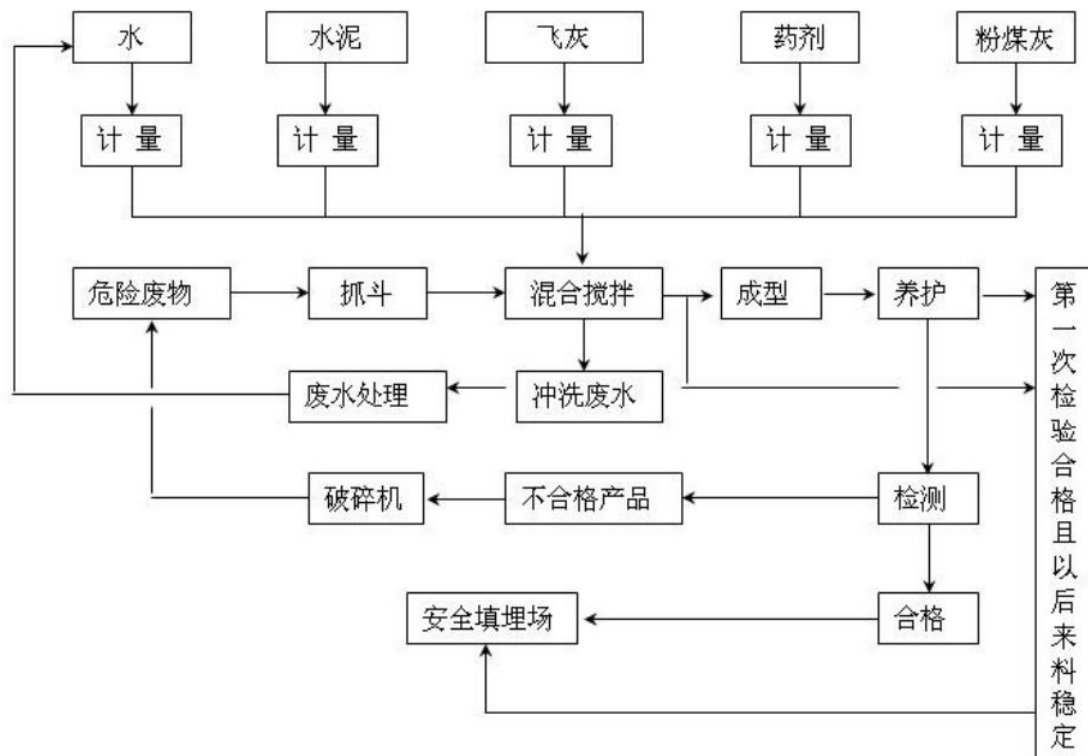 水 水泥 飞灰 药剂 粉煤灰
计 量 计 量 计 量 计 量 计 量
危险废物 抓斗 混合搅拌 成型 养护
废水处理 冲洗废水
破碎机 不合格产品 检测
安全填埋场 合格
第一次检验合格且以后来料稳定